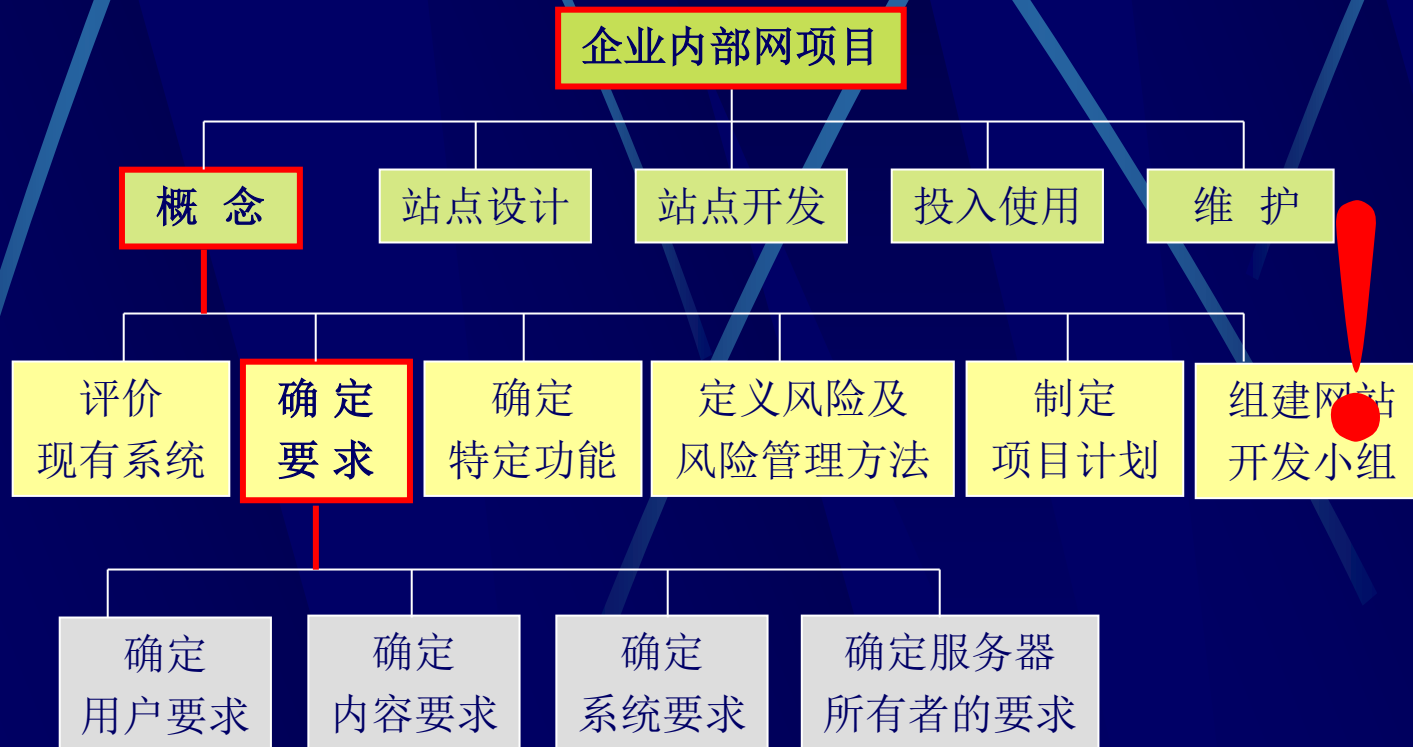 企业内部网项目
概 念
站点设计
站点开发
投入使用
维 护
评价
现有系统
确 定
要 求
确定
特定功能
定义风险及
风险管理方法
制定
项目计划
组建网站
开发小组
确定
用户要求
确定
内容要求
确定
系统要求
确定服务器
所有者的要求